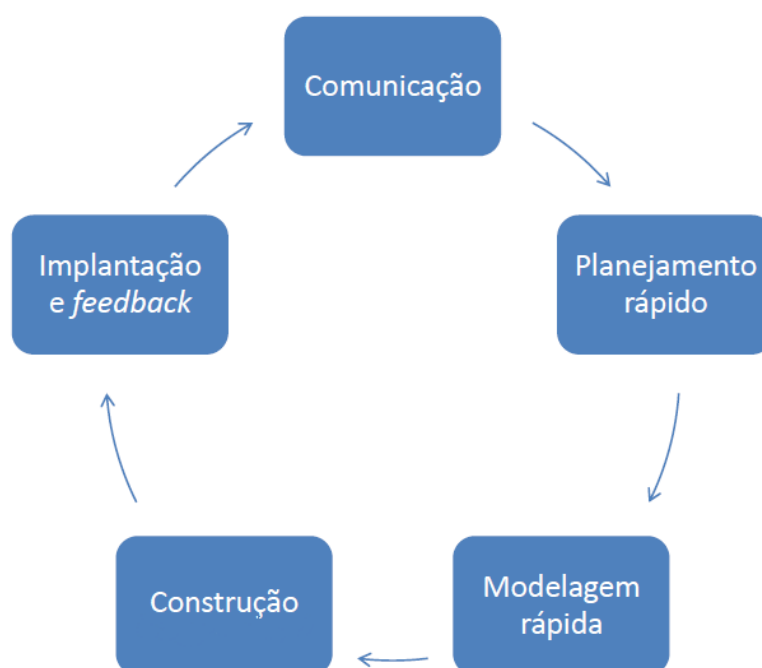 Comunicação
Planejamento
rápido
Modelagem
rápida
Construção
Implantação
e feedback